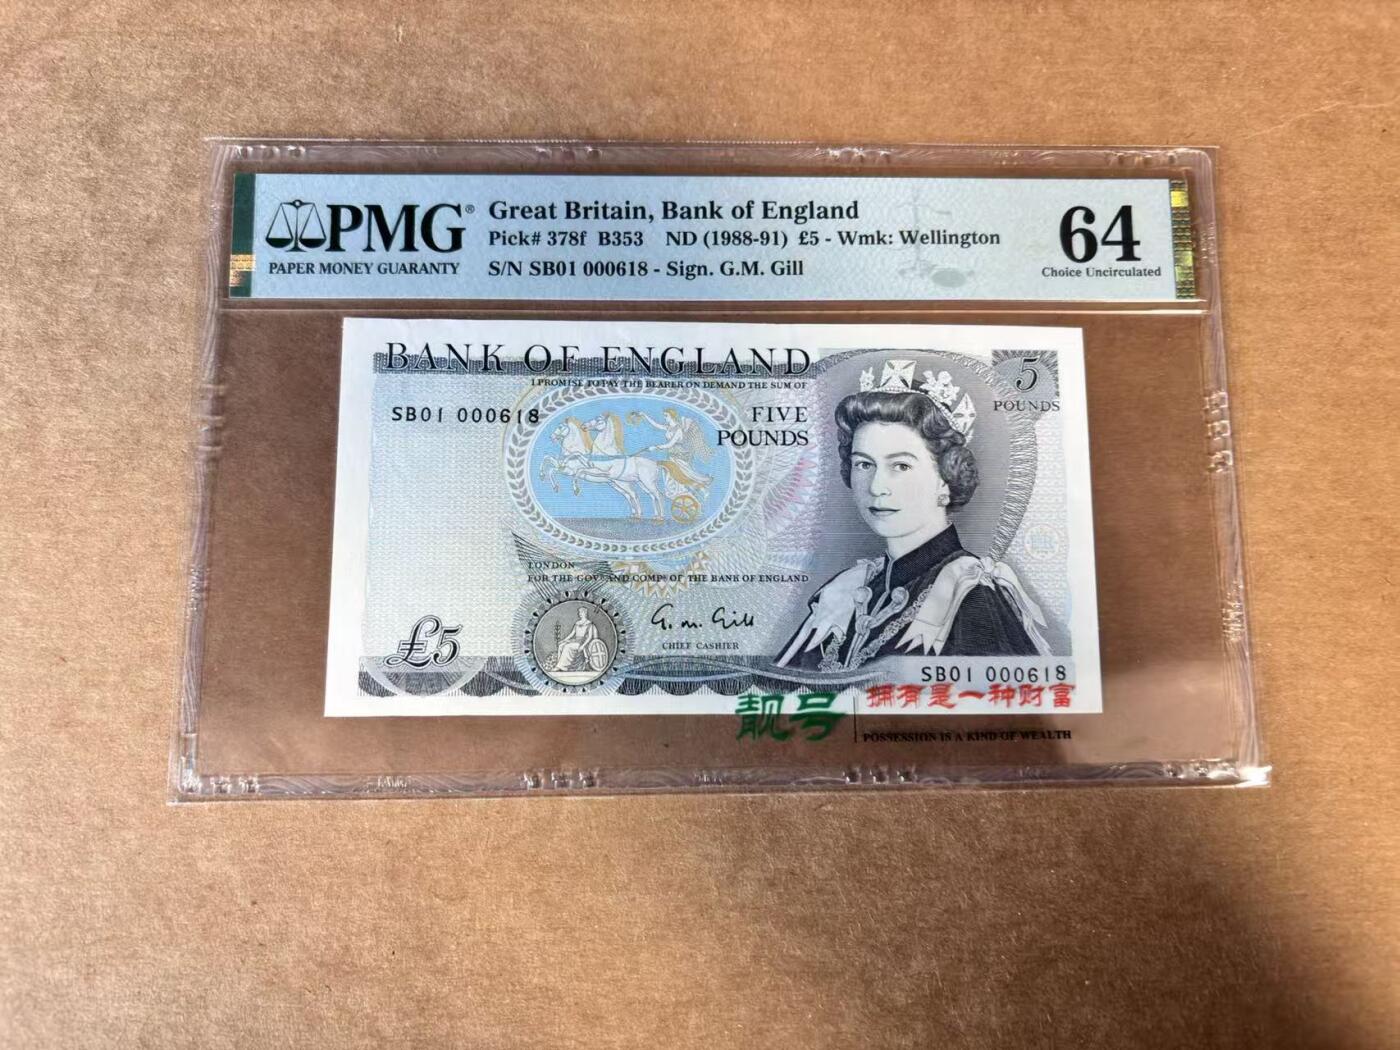 PMG®
PAPER MONEY GUARANTY
Great Britain, Bank of England
Pick# 378f B353 ND (1988-91) £5 - Wmk: Wellington
S/N SB01 000618 - Sign. G.M. Gill
64
Choice Uncirculated
BANK OF ENGLAND
I PROMISE TO PAY THE BEARER ON DEMAND THE SUM OF
SB01 000618
FIVE
POUNDS
5
POUNDS
LONDON
FOR THE GOVR AND COMPA OF THE BANK OF ENGLAND
G. M. Gill
CHIEF CASHIER
£5
SB01 000618
靓号
拥有是一种财富
POSSESSION IS A KIND OF WEALTH